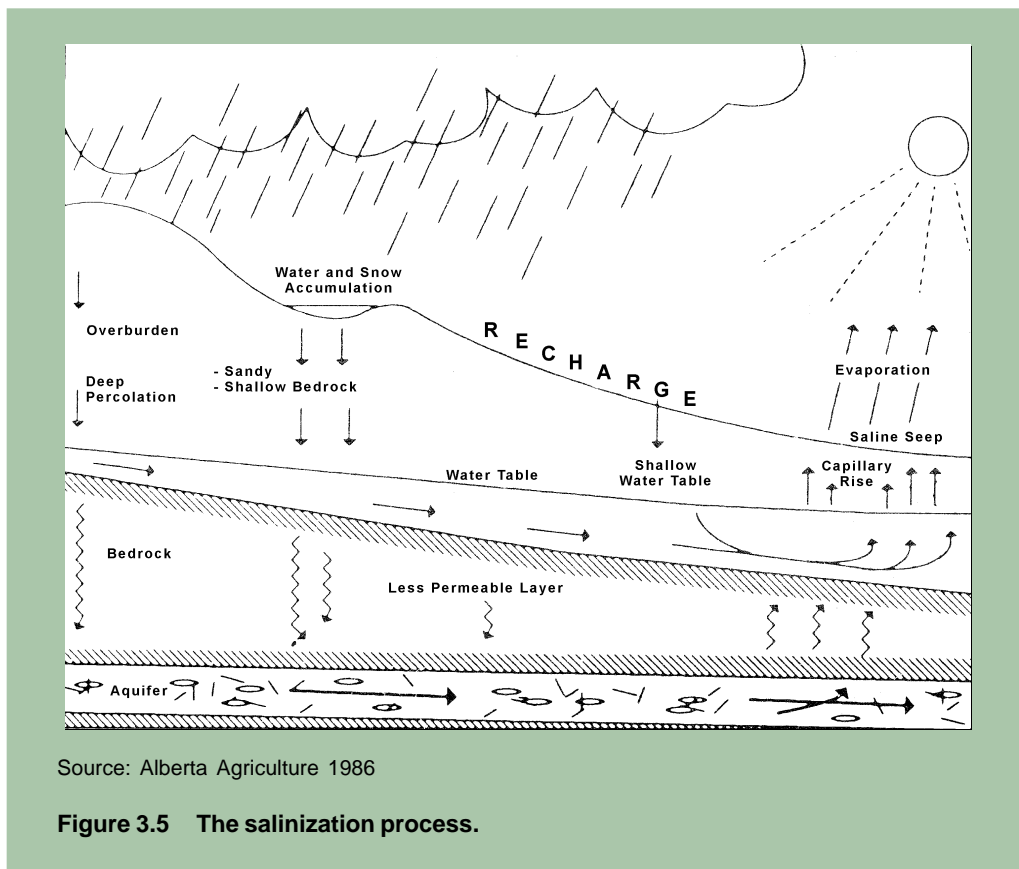 Water and Snow
Accumulation
Overburden
Deep
Percolation
- Sandy
- Shallow Bedrock
RECHARGE
Evaporation
Saline Seep
Water Table
Shallow
Water Table
Capillary
Rise
Bedrock
Less Permeable Layer
Aquifer
Source: Alberta Agriculture 1986
Figure 3.5 The salinization process.